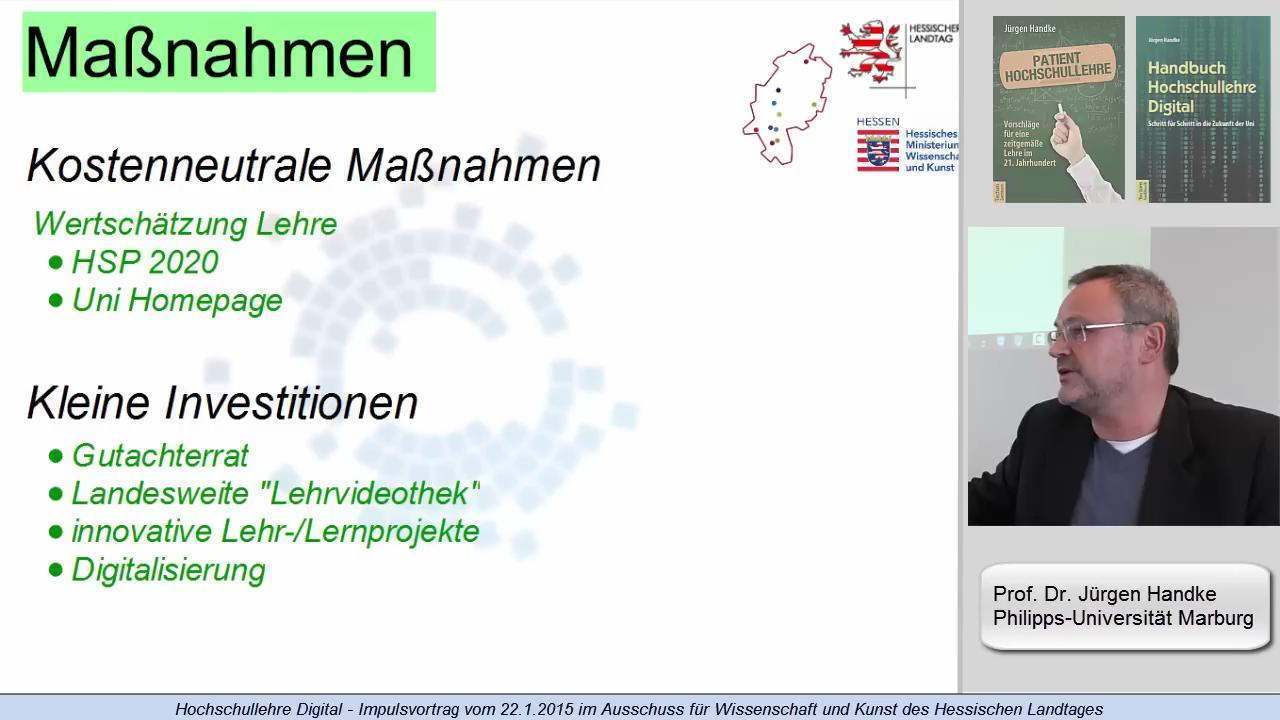 Maßnahmen
Kostenneutrale Maßnahmen
Wertschätzung Lehre
• HSP 2020
• Uni Homepage
Kleine Investitionen
• Gutachterrat
• Landesweite "Lehrvideothek"
• innovative Lehr-/Lernprojekte
• Digitalisierung
HESSISCHER
LANDTAG
HESSEN
Hessisches
Ministerium
Wissenscha
und Kunst
Jürgen Handke
PATIENT
HOCHSCHULLEHRE
Vorschläge
für eine
zeitgemäße
Lehre im
21. Jahrhundert
Jürgen Handke
Handbuch
Hochschullehre
Digital
Schritt für Schritt in die Zukunft der Uni
Prof. Dr. Jürgen Handke
Philipps-Universität Marburg
Hochschullehre Digital - Impulsvortrag vom 22.1.2015 im Ausschuss für Wissenschaft und Kunst des Hessischen Landtages